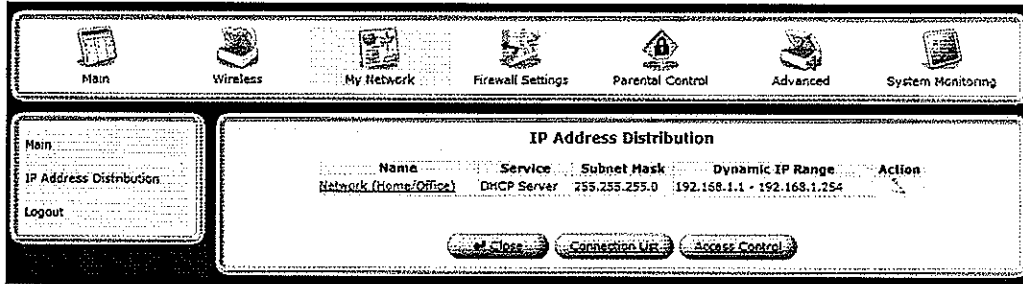 Main Wireless My Network Firewall Settings Parental Control Advanced System Monitoring
Main
IP Address Distribution
Logout
IP Address Distribution
Name Service Subnet Mask Dynamic IP Range Action
Network (Home/Office) DHCP Server 255.255.255.0 192.168.1.1 - 192.168.1.254
Close Connection List Access Control